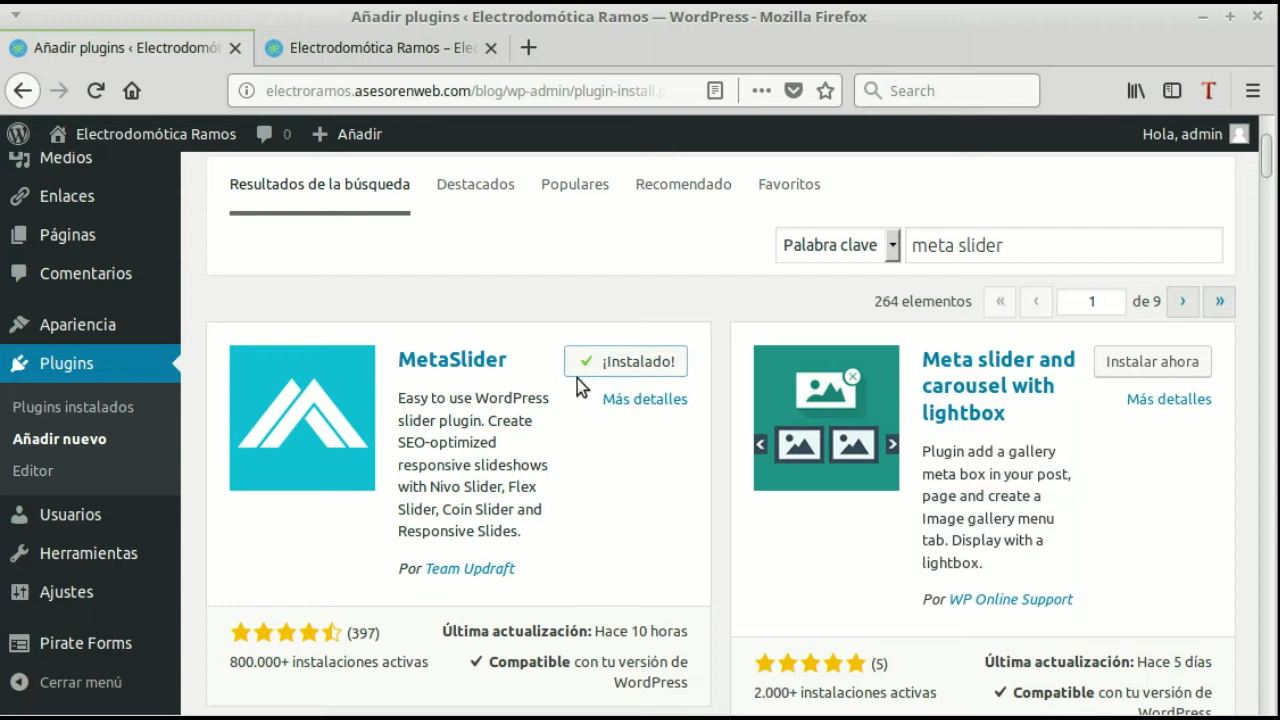 Añadir plugins ‹ Electrodomótica Ramos — WordPress - Mozilla Firefox
Añadir plugins ‹ Electrodomót
Electrodomótica Ramos – Elec
electroramos.asesorenweb.com/blog/wp-admin/plugin-install.p
Search
Electrodomótica Ramos
0
Añadir
Hola, admin
Medios
Enlaces
Páginas
Comentarios
Apariencia
Plugins
Plugins instalados
Añadir nuevo
Editor
Usuarios
Herramientas
Ajustes
Pirate Forms
Cerrar menú
Resultados de la búsqueda
Destacados
Populares
Recomendado
Favoritos
Palabra clave
meta slider
264 elementos
«
‹
1
de 9
›
»
MetaSlider
¡Instalado!
Más detalles
Easy to use WordPress
slider plugin. Create
SEO-optimized
responsive slideshows
with Nivo Slider, Flex
Slider, Coin Slider and
Responsive Slides.
Por Team Updraft
(397)
800.000+ instalaciones activas
Última actualización: Hace 10 horas
Compatible con tu versión de
WordPress
Meta slider and
carousel with
lightbox
Instalar ahora
Más detalles
Plugin add a gallery
meta box in your post,
page and create a
Image gallery menu
tab. Display with a
lightbox.
Por WP Online Support
(5)
2.000+ instalaciones activas
Última actualización: Hace 5 días
Compatible con tu versión de
WordPress